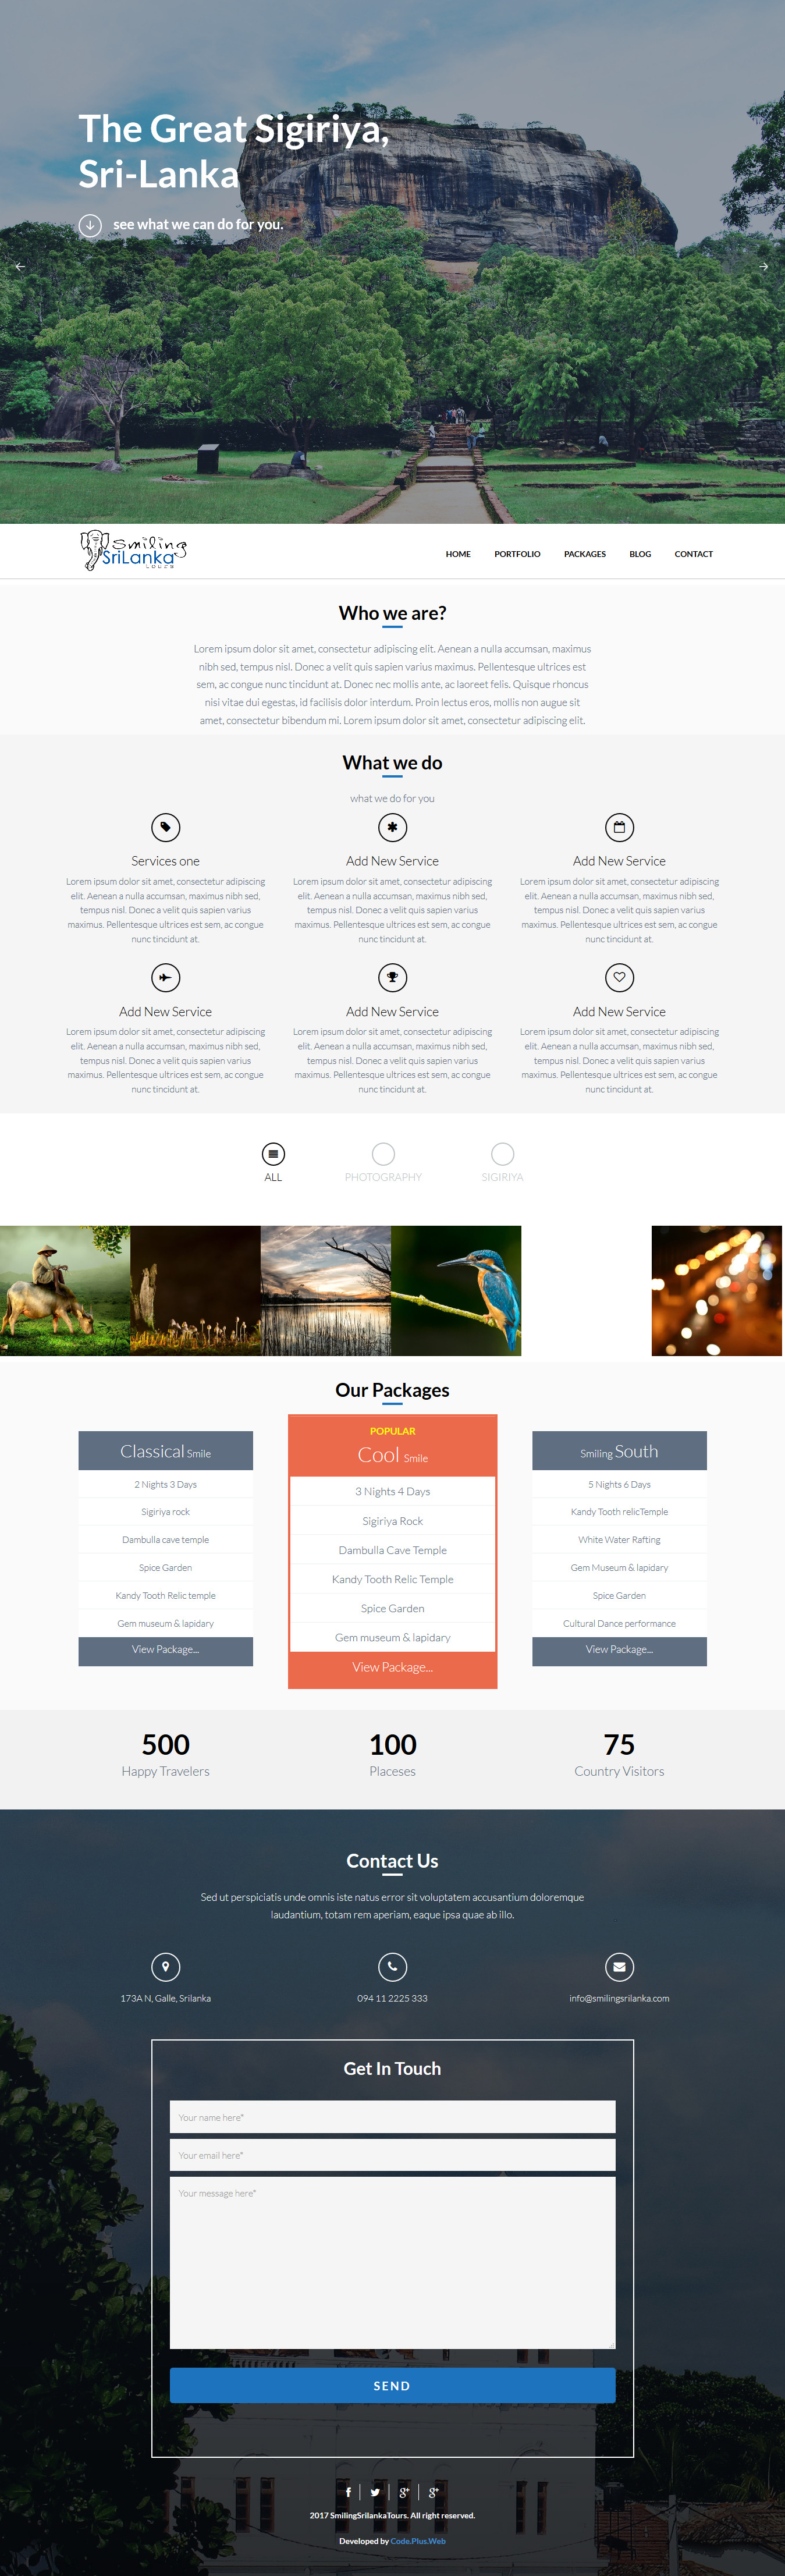 The Great Sigiriya,
Sri-Lanka
see what we can do for you.
Smiling
SriLanka
TOURS
HOME PORTFOLIO PACKAGES BLOG CONTACT
Who we are?
Lorem ipsum dolor sit amet, consectetur adipiscing elit. Aenean a nulla accumsan, maximus
nibh sed, tempus nisl. Donec a velit quis sapien varius maximus. Pellentesque ultrices est
sem, ac congue nunc tincidunt at. Donec nec mollis ante, ac laoreet felis. Quisque rhoncus
nisi vitae dui egestas, id facilisis dolor interdum. Proin lectus eros, mollis non augue sit
amet, consectetur bibendum mi. Lorem ipsum dolor sit amet, consectetur adipiscing elit.
What we do
what we do for you
Services one
Lorem ipsum dolor sit amet, consectetur adipiscing
elit. Aenean a nulla accumsan, maximus nibh sed,
tempus nisl. Donec a velit quis sapien varius
maximus. Pellentesque ultrices est sem, ac congue
nunc tincidunt at.
Add New Service
Lorem ipsum dolor sit amet, consectetur adipiscing
elit. Aenean a nulla accumsan, maximus nibh sed,
tempus nisl. Donec a velit quis sapien varius
maximus. Pellentesque ultrices est sem, ac congue
nunc tincidunt at.
Add New Service
Lorem ipsum dolor sit amet, consectetur adipiscing
elit. Aenean a nulla accumsan, maximus nibh sed,
tempus nisl. Donec a velit quis sapien varius
maximus. Pellentesque ultrices est sem, ac congue
nunc tincidunt at.
Add New Service
Lorem ipsum dolor sit amet, consectetur adipiscing
elit. Aenean a nulla accumsan, maximus nibh sed,
tempus nisl. Donec a velit quis sapien varius
maximus. Pellentesque ultrices est sem, ac congue
nunc tincidunt at.
Add New Service
Lorem ipsum dolor sit amet, consectetur adipiscing
elit. Aenean a nulla accumsan, maximus nibh sed,
tempus nisl. Donec a velit quis sapien varius
maximus. Pellentesque ultrices est sem, ac congue
nunc tincidunt at.
Add New Service
Lorem ipsum dolor sit amet, consectetur adipiscing
elit. Aenean a nulla accumsan, maximus nibh sed,
tempus nisl. Donec a velit quis sapien varius
maximus. Pellentesque ultrices est sem, ac congue
nunc tincidunt at.
ALL PHOTOGRAPHY SIGIRIYA
Our Packages
Classical Smile
2 Nights 3 Days
Sigiriya rock
Dambulla cave temple
Spice Garden
Kandy Tooth Relic temple
Gem museum & lapidary
View Package...
POPULAR
Cool Smile
3 Nights 4 Days
Sigiriya Rock
Dambulla Cave Temple
Kandy Tooth Relic Temple
Spice Garden
Gem museum & lapidary
View Package...
Smiling South
5 Nights 6 Days
Kandy Tooth relicTemple
White Water Rafting
Gem Museum & lapidary
Spice Garden
Cultural Dance performance
View Package...
500
Happy Travelers
100
Placeses
75
Country Visitors
Contact Us
Sed ut perspiciatis unde omnis iste natus error sit voluptatem accusantium doloremque
laudantium, totam rem aperiam, eaque ipsa quae ab illo.
173A N, Galle, Srilanka
094 11 2225 333
info@smilingsrilanka.com
Get In Touch
Your name here*
Your email here*
Your message here*
SEND
2017 SmilingSrilankaTours. All right reserved.
Developed by Code.Plus.Web